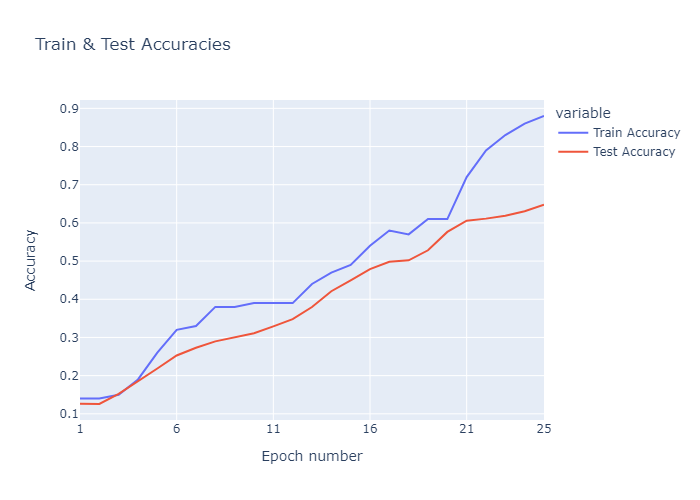 Train & Test Accuracies
variable
Train Accuracy
Test Accuracy
Accuracy
0.9
0.8
0.7
0.6
0.5
0.4
0.3
0.2
0.1
1 6 11 16 21 25
Epoch number